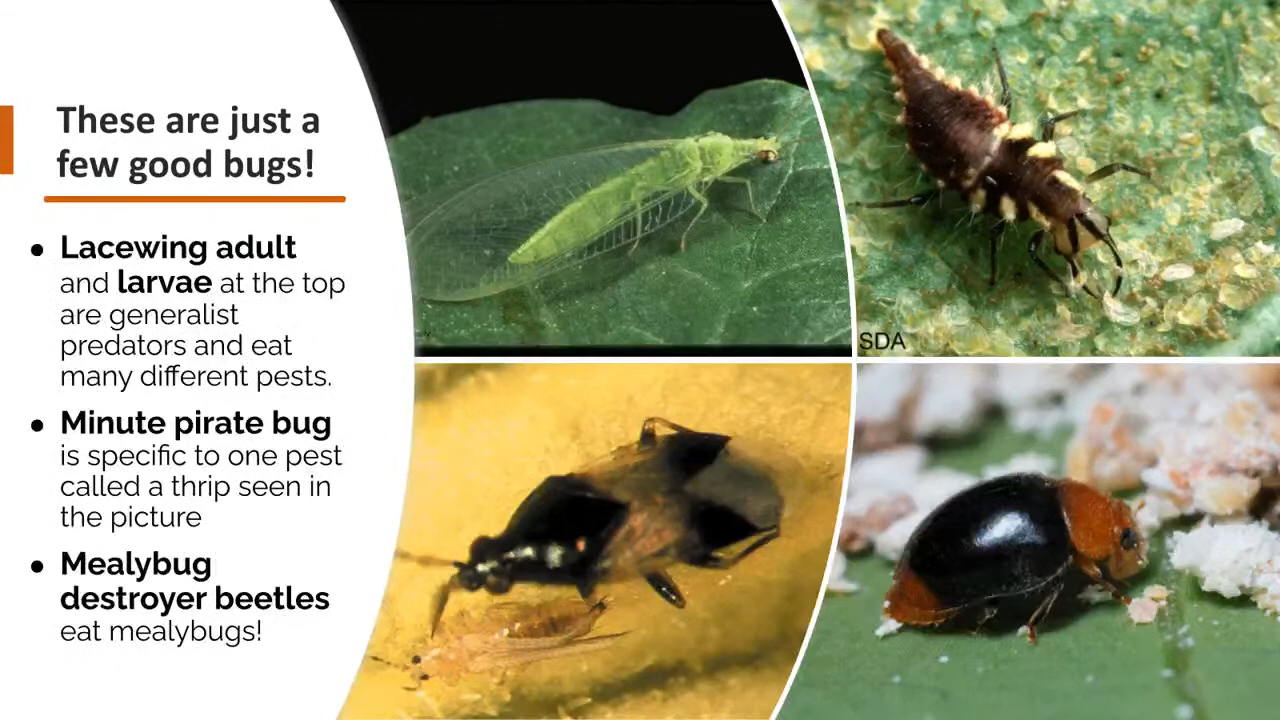 These are just a
few good bugs!
● Lacewing adult
and larvae at the top
are generalist
predators and eat
many different pests.
● Minute pirate bug
is specific to one pest
called a thrip seen in
the picture
● Mealybug
destroyer beetles
eat mealybugs!
SDA